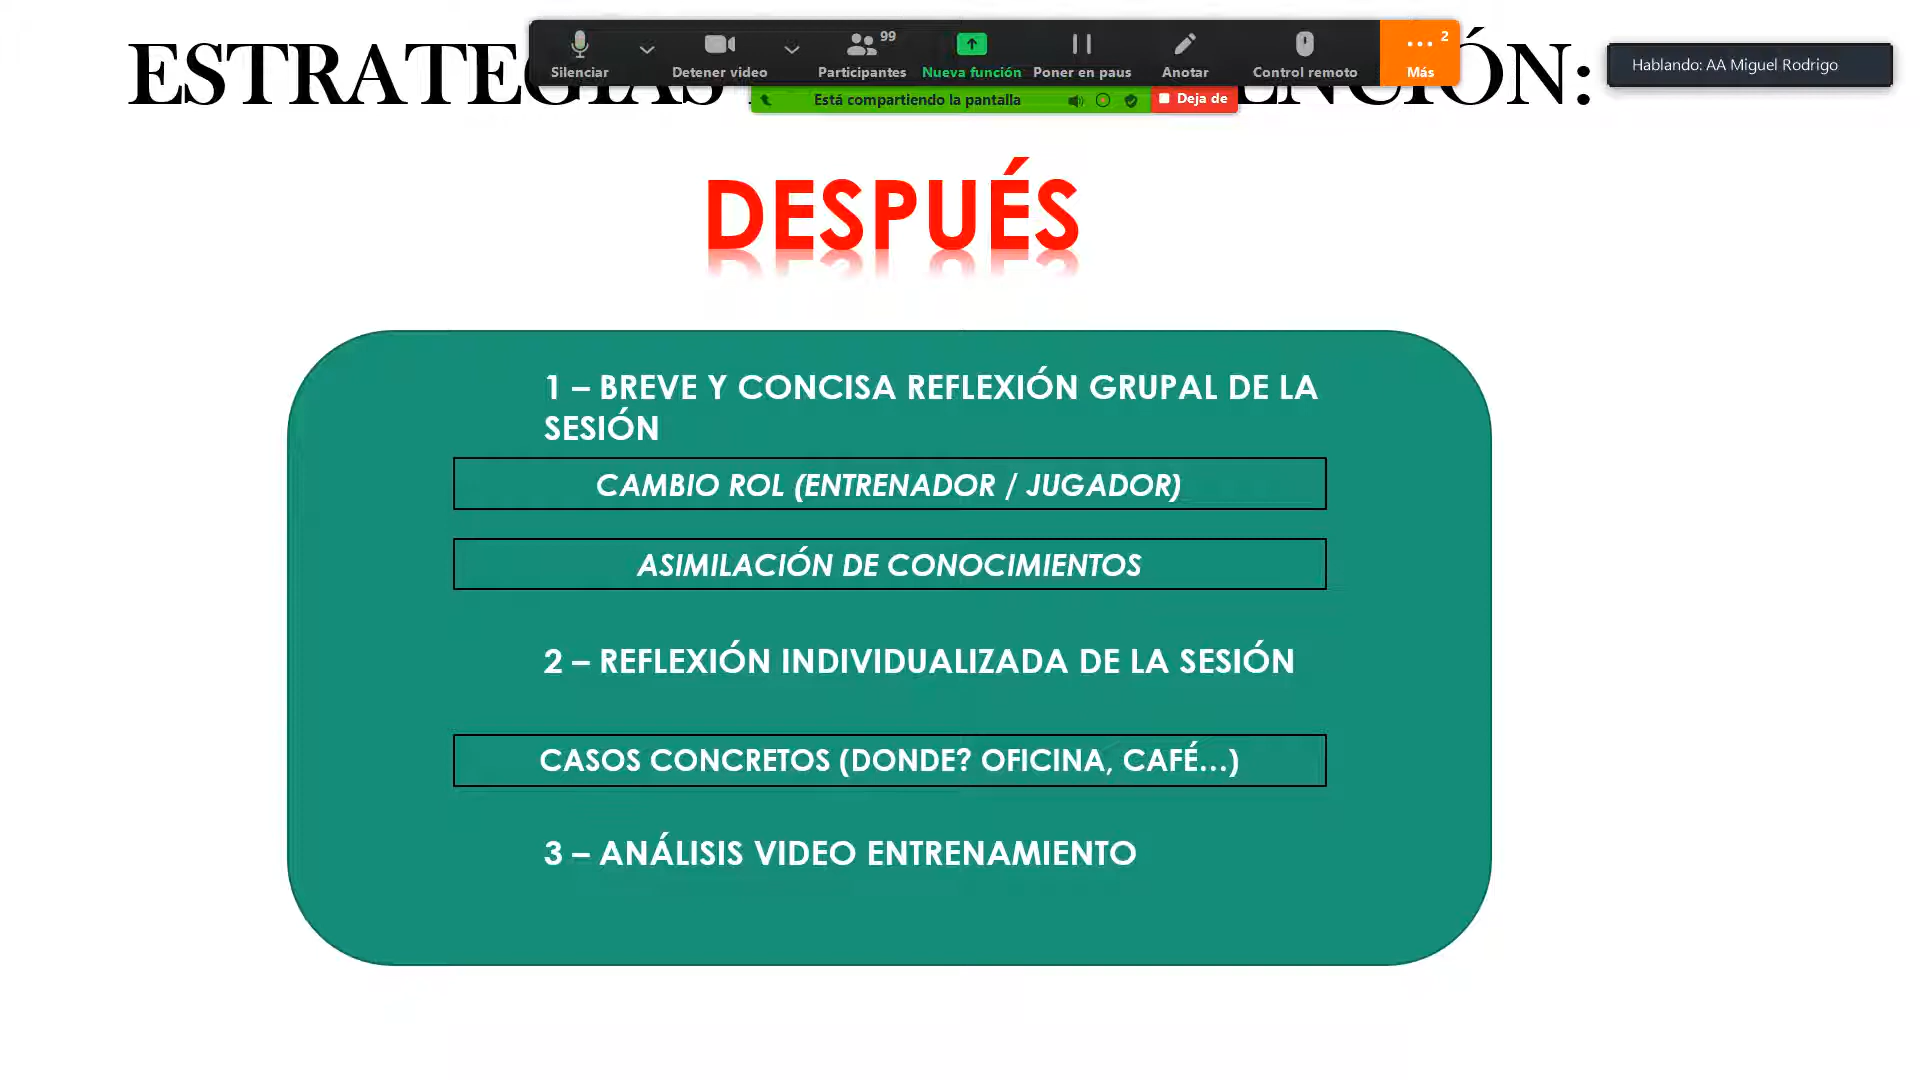 Silenciar
Detener video
Participantes
99
Nueva función
Poner en paus
Anotar
Control remoto
Más
2
Hablando: AA Miguel Rodrigo
Está compartiendo la pantalla
Deja de
DESPUÉS
1 – BREVE Y CONCISA REFLEXIÓN GRUPAL DE LA
SESIÓN
CAMBIO ROL (ENTRENADOR / JUGADOR)
ASIMILACIÓN DE CONOCIMIENTOS
2 – REFLEXIÓN INDIVIDUALIZADA DE LA SESIÓN
CASOS CONCRETOS (DONDE? OFICINA, CAFÉ...)
3 – ANÁLISIS VIDEO ENTRENAMIENTO